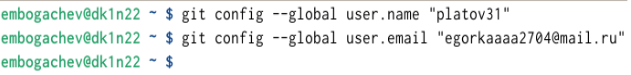 embogachev@dk1n22 ~ $ git config --global user.name "platov31"
embogachev@dk1n22 ~ $ git config --global user.email "egorkaaaa2704@mail.ru"
embogachev@dk1n22 ~ $